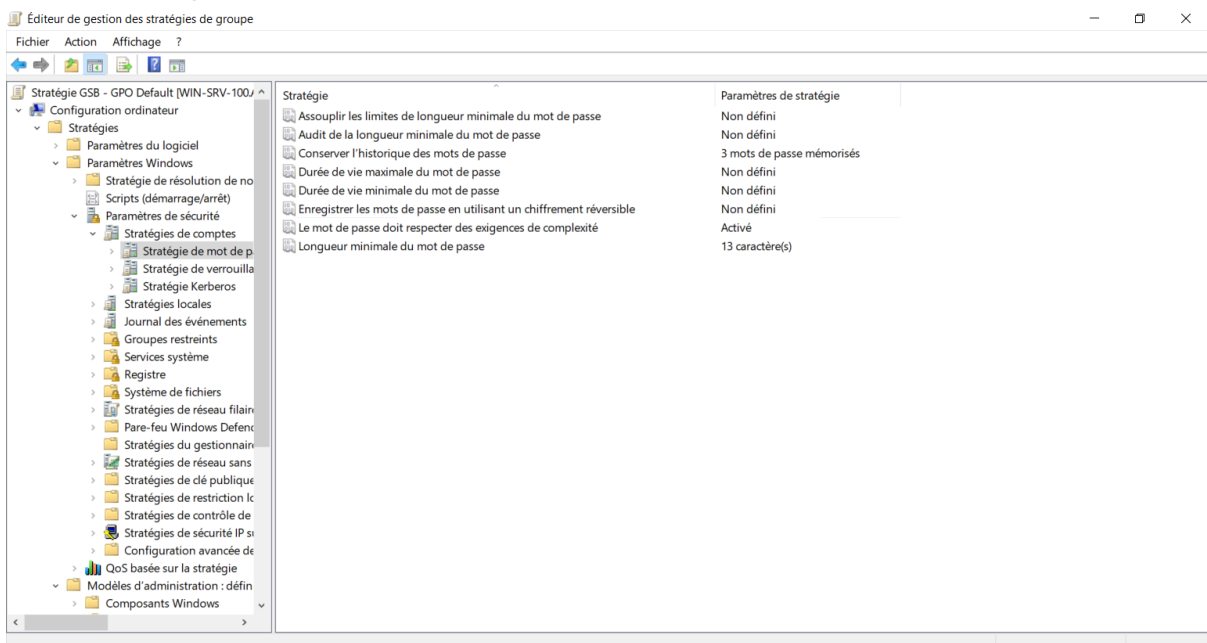 Éditeur de gestion des stratégies de groupe
Fichier Action Affichage ?
Stratégie GSB - GPO Default [WIN-SRV-100.
Configuration ordinateur
Stratégies
Paramètres du logiciel
Paramètres Windows
Stratégie de résolution de no
Scripts (démarrage/arrêt)
Paramètres de sécurité
Stratégies de comptes
Stratégie de mot de p
Stratégie de verrouilla
Stratégie Kerberos
Stratégies locales
Journal des événements
Groupes restreints
Services système
Registre
Système de fichiers
Stratégies de réseau filaire
Pare-feu Windows Defend
Stratégies du gestionnaire
Stratégies de réseau sans
Stratégies de clé publique
Stratégies de restriction lo
Stratégies de contrôle de
Stratégies de sécurité IP su
Configuration avancée de
QoS basée sur la stratégie
Modèles d'administration : défin
Composants Windows
Stratégie Paramètres de stratégie
Assouplir les limites de longueur minimale du mot de passe Non défini
Audit de la longueur minimale du mot de passe Non défini
Conserver l'historique des mots de passe 3 mots de passe mémorisés
Durée de vie maximale du mot de passe Non défini
Durée de vie minimale du mot de passe Non défini
Enregistrer les mots de passe en utilisant un chiffrement réversible Non défini
Le mot de passe doit respecter des exigences de complexité Activé
Longueur minimale du mot de passe 13 caractère(s)